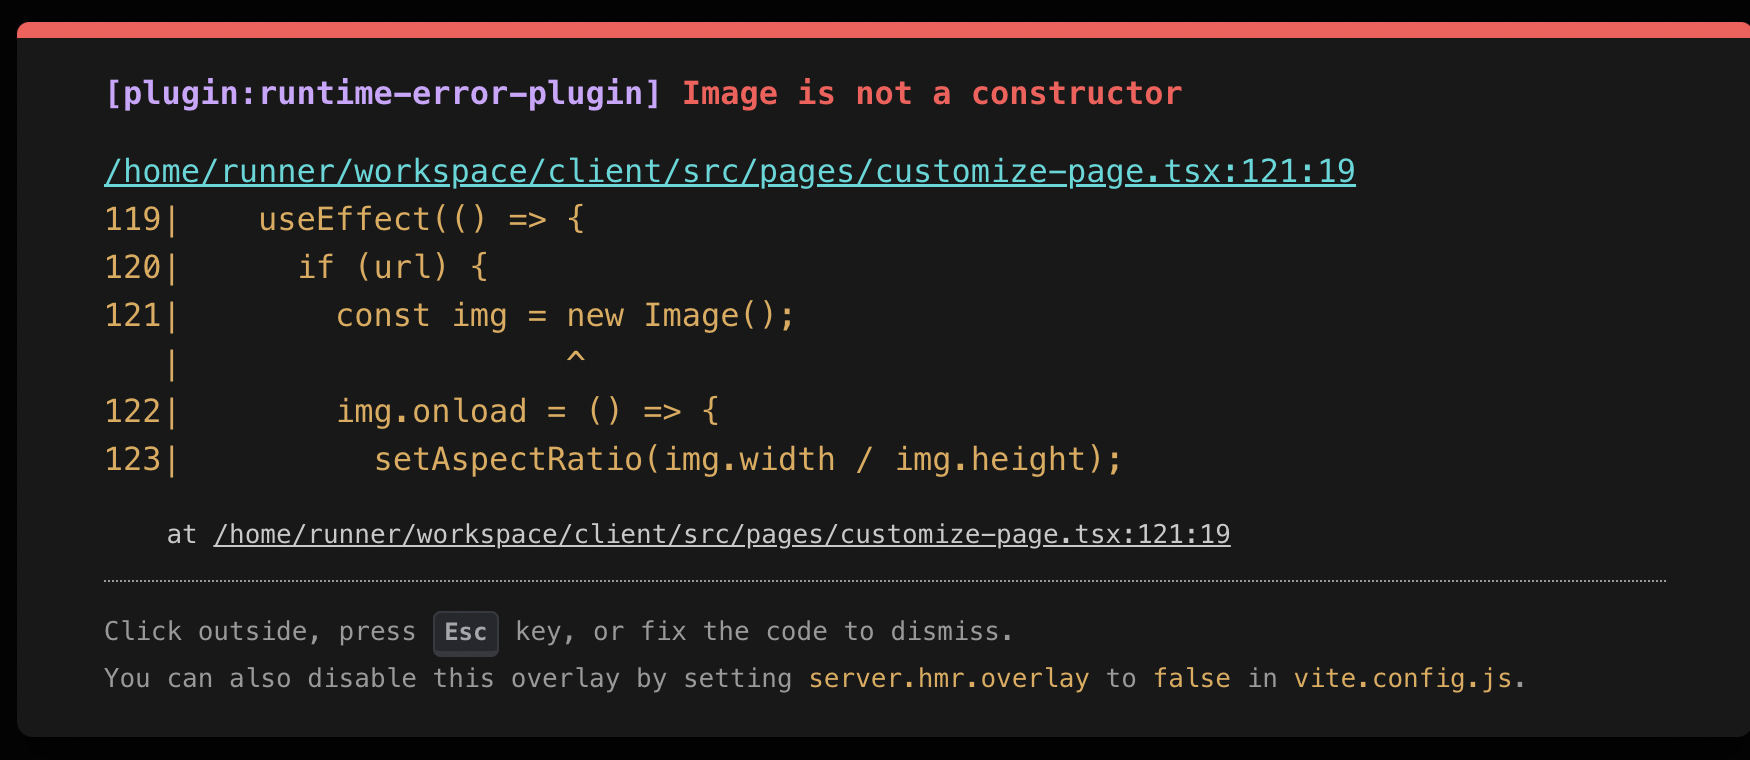 [plugin:runtime-error-plugin] Image is not a constructor
/home/runner/workspace/client/src/pages/customize-page.tsx:121:19
119|    useEffect(() => {
120|      if (url) {
121|        const img = new Image();
   |                    ^
122|        img.onload = () => {
123|          setAspectRatio(img.width / img.height);
    at /home/runner/workspace/client/src/pages/customize-page.tsx:121:19
Click outside, press Esc key, or fix the code to dismiss.
You can also disable this overlay by setting server.hmr.overlay to false in vite.config.js.